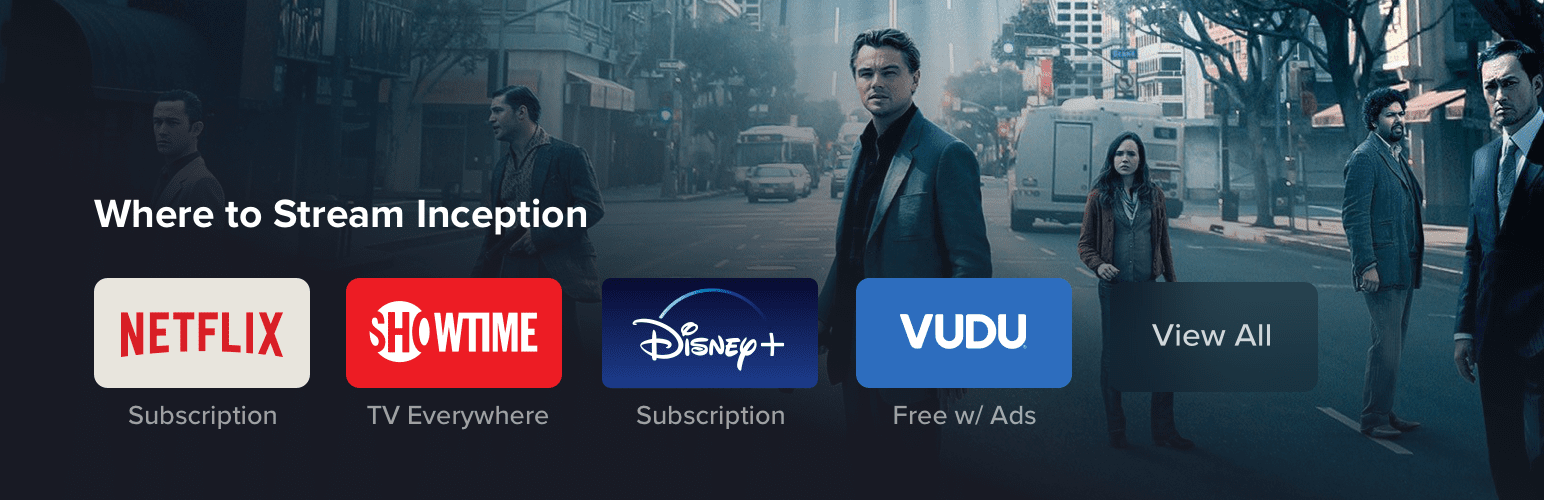 Where to Stream Inception
NETFLIX
SHOWTIME
Disney+
VUDU
View All
Subscription
TV Everywhere
Subscription
Free w/ Ads